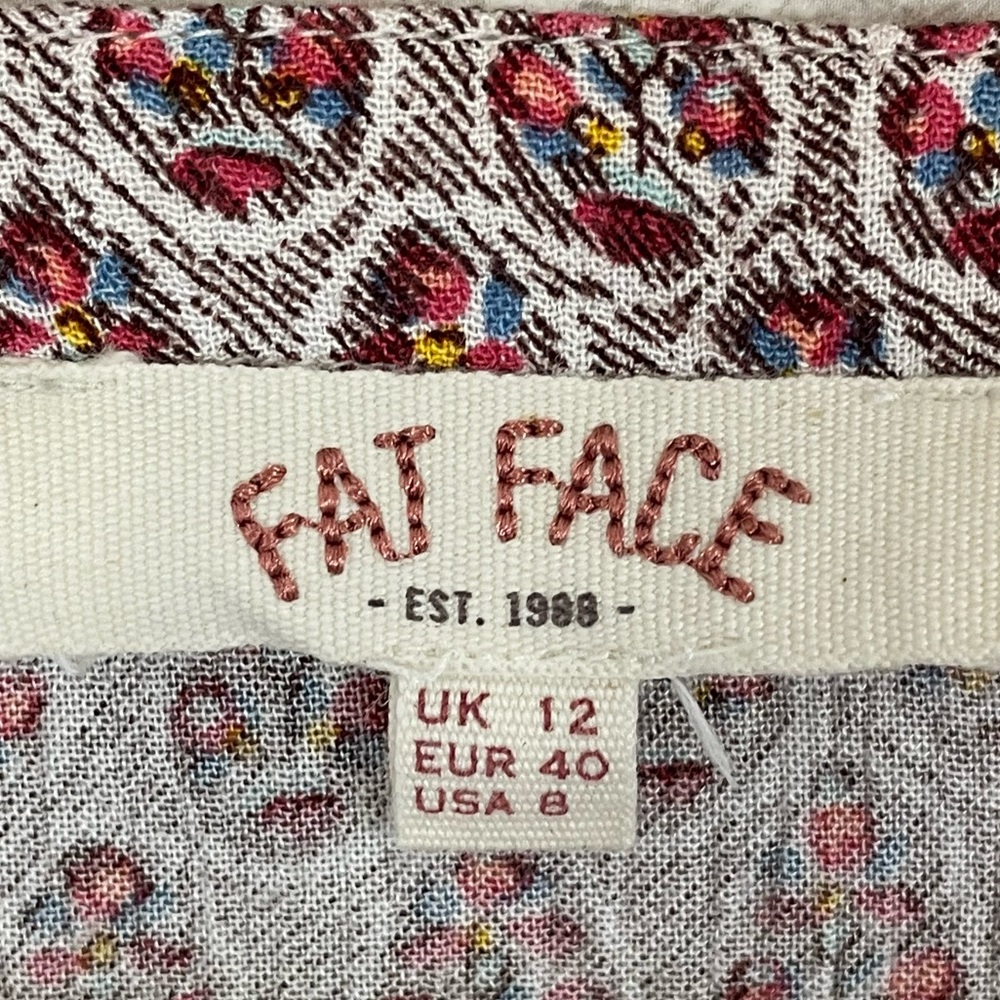 FAT FACE
- EST. 1988 -
UK 12
EUR 40
USA 8